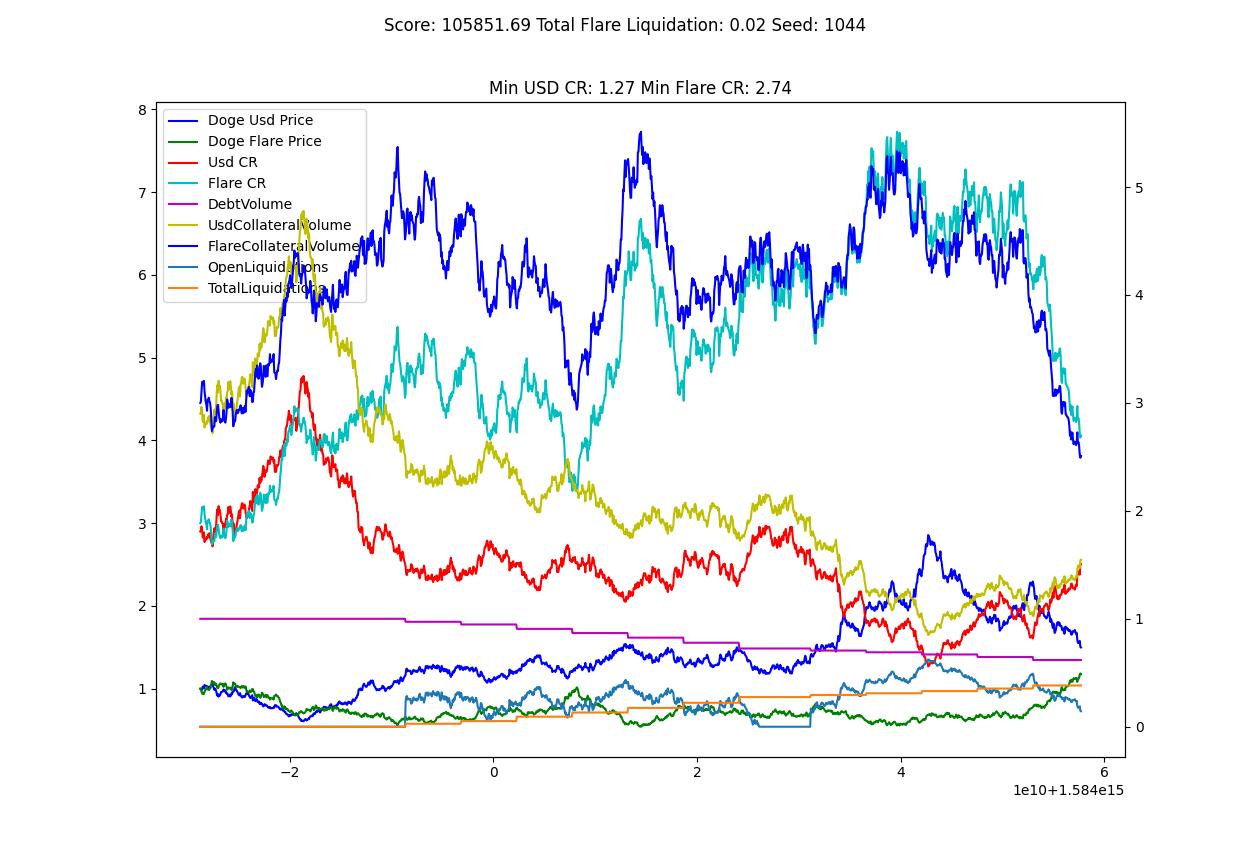 Score: 105851.69 Total Flare Liquidation: 0.02 Seed: 1044
Min USD CR: 1.27 Min Flare CR: 2.74
Doge Usd Price
Doge Flare Price
Usd CR
Flare CR
DebtVolume
UsdCollateralVolume
FlareCollateralVolume
OpenLiquidations
TotalLiquidations
8
7
6
5
4
3
2
1
5
4
3
2
1
0
−2
0
2
4
6
1e10+1.584e15